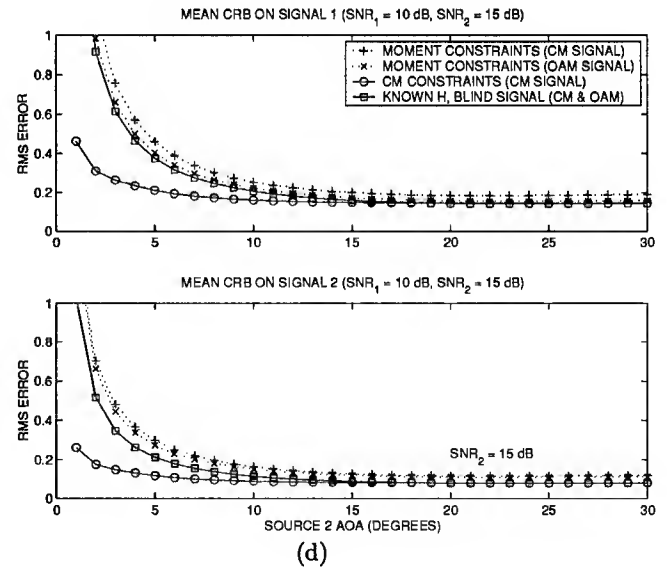 MEAN CRB ON SIGNAL 1 (SNR₁ = 10 dB, SNR₂ = 15 dB)
1
0.8
0.6
0.4
0.2
0
RMS ERROR
MOMENT CONSTRAINTS (CM SIGNAL)
MOMENT CONSTRAINTS (OAM SIGNAL)
CM CONSTRAINTS (CM SIGNAL)
KNOWN H, BLIND SIGNAL (CM & OAM)
0 5 10 15 20 25 30
MEAN CRB ON SIGNAL 2 (SNR₁ = 10 dB, SNR₂ = 15 dB)
1
0.8
0.6
0.4
0.2
0
RMS ERROR
SNR₂ = 15 dB
0 5 10 15 20 25 30
SOURCE 2 AOA (DEGREES)
(d)